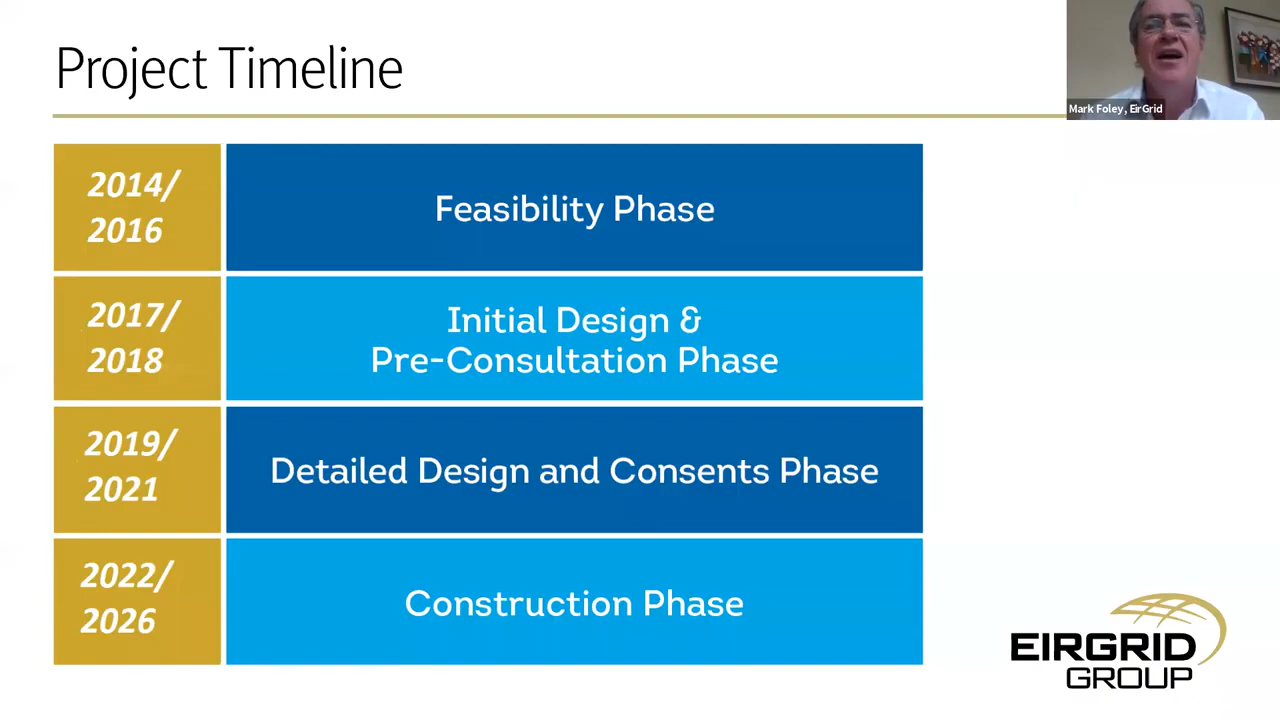 Project Timeline
Mark Foley, EirGrid
2014/
2016
Feasibility Phase
2017/
2018
Initial Design &
Pre-Consultation Phase
2019/
2021
Detailed Design and Consents Phase
2022/
2026
Construction Phase
EIRGRID
GROUP